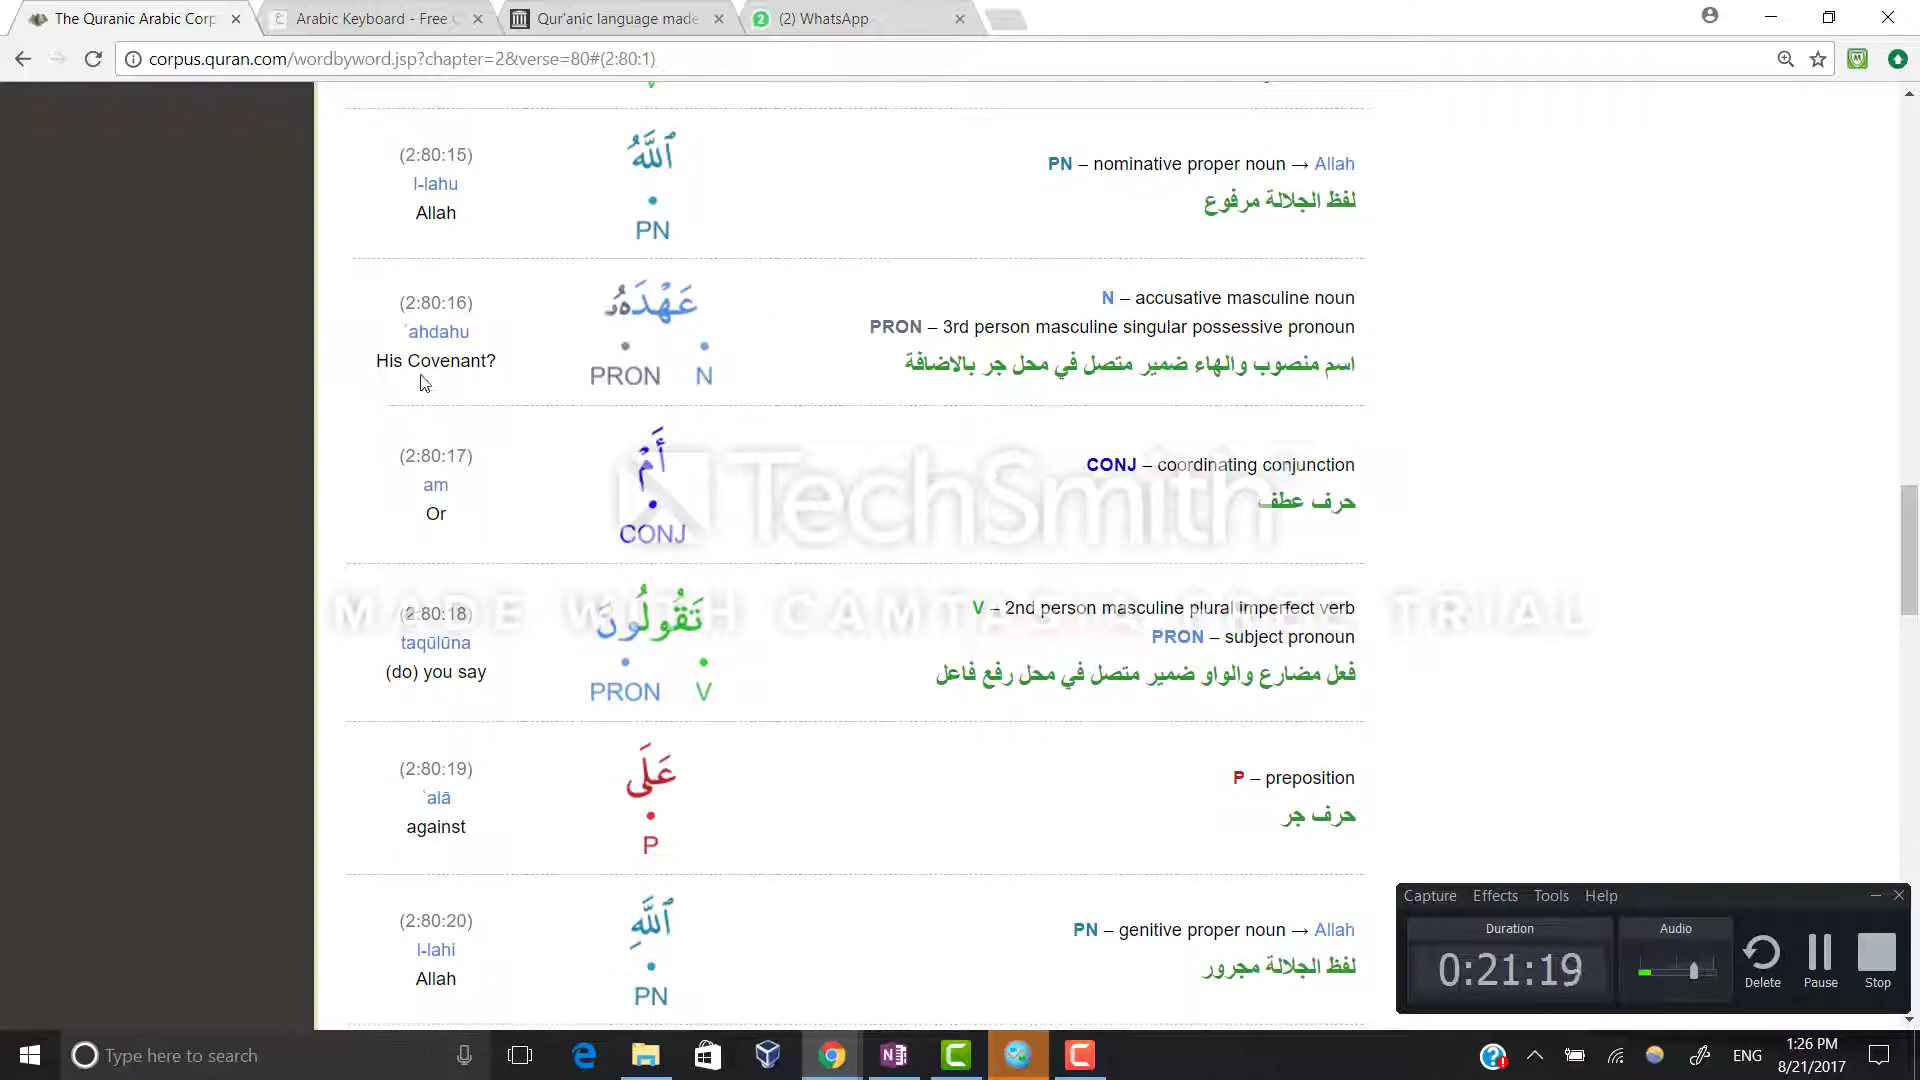 The Quranic Arabic Corp
Arabic Keyboard - Free
Qur'anic language made
(2) WhatsApp
corpus.quran.com/wordbyword.jsp?chapter=2&verse=80#(2:80:1)
(2:80:15)
l-lahu
Allah
ٱللَّهُ
PN
PN – nominative proper noun → Allah
لفظ الجلالة مرفوع
(2:80:16)
ʿahdahu
His Covenant?
عَهْدَهُۥ
PRON N
N – accusative masculine noun
PRON – 3rd person masculine singular possessive pronoun
اسم منصوب والهاء ضمير متصل في محل جر بالاضافة
(2:80:17)
am
Or
أَمْ
CONJ
CONJ – coordinating conjunction
حرف عطف
TechSmith
MADE WITH CAMTASIA FREE TRIAL
(2:80:18)
taqūlūna
(do) you say
تَقُولُونَ
PRON V
V – 2nd person masculine plural imperfect verb
PRON – subject pronoun
فعل مضارع والواو ضمير متصل في محل رفع فاعل
(2:80:19)
ʿalā
against
عَلَى
P
P – preposition
حرف جر
(2:80:20)
l-lahi
Allah
ٱللَّهِ
PN
PN – genitive proper noun → Allah
لفظ الجلالة مجرور
Capture Effects Tools Help
Duration
0:21:19
Audio
Delete Pause Stop
Type here to search
ENG
1:26 PM
8/21/2017